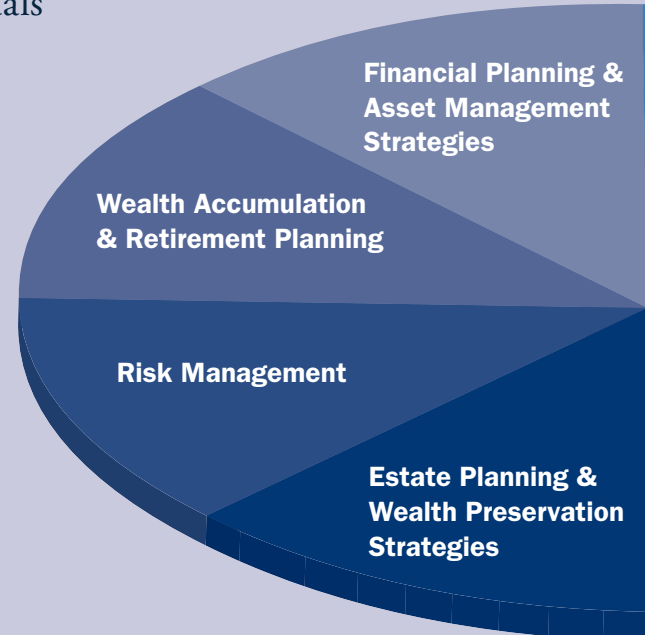 Financial Planning &
Asset Management
Strategies
Wealth Accumulation
& Retirement Planning
Risk Management
Estate Planning &
Wealth Preservation
Strategies